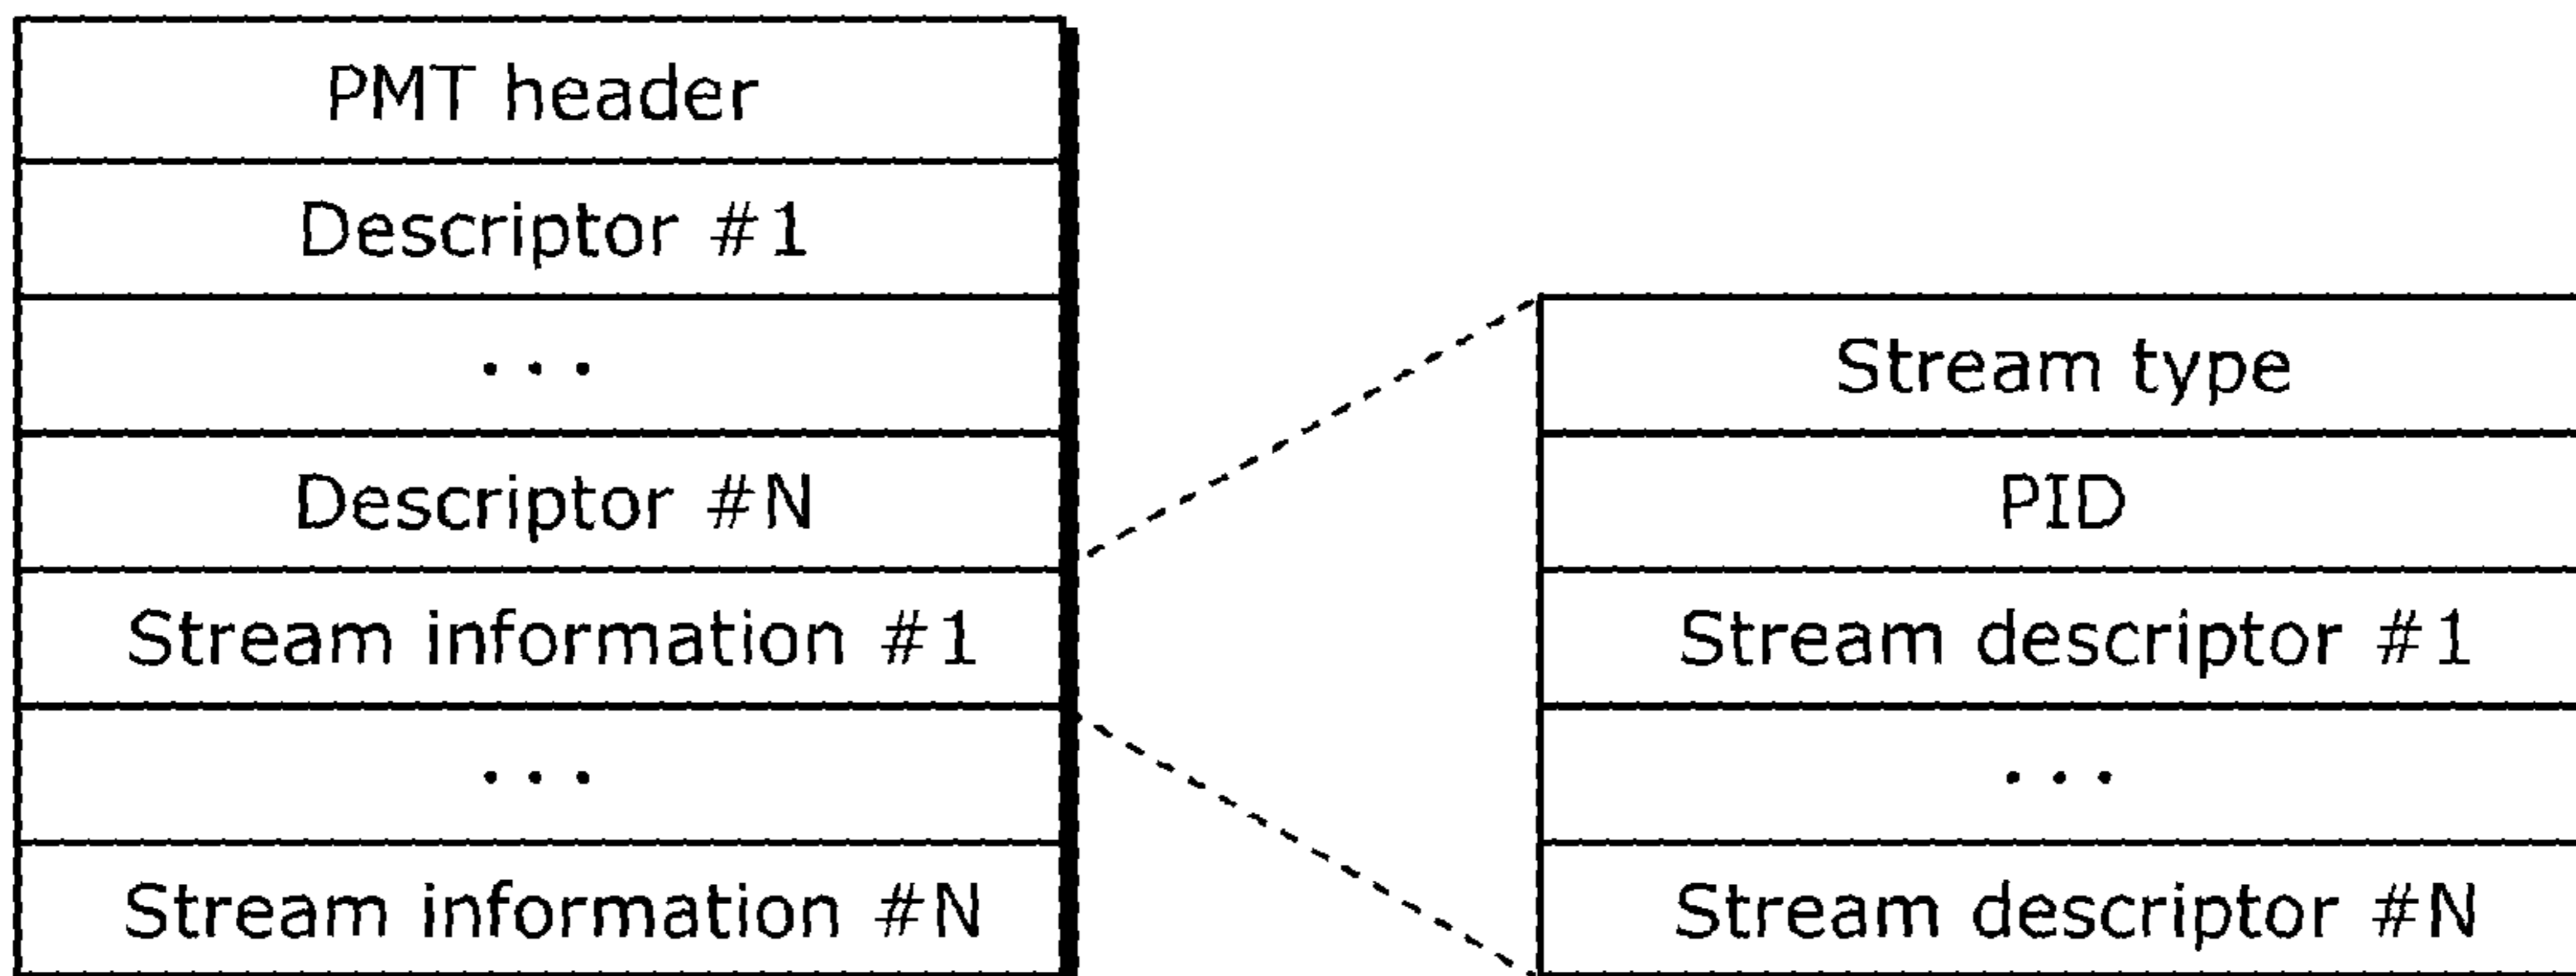 PMT header
Descriptor #1
...
Descriptor #N
Stream information #1
...
Stream information #N
Stream type
PID
Stream descriptor #1
...
Stream descriptor #N